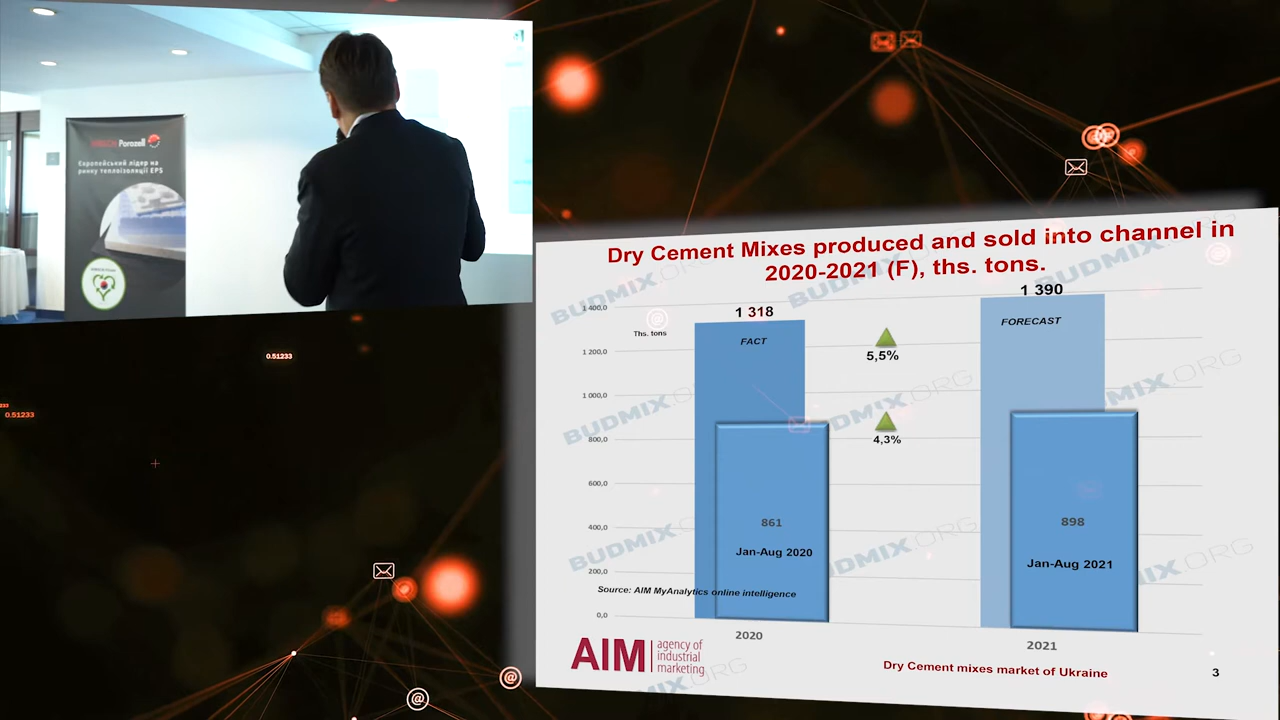 Parozell
Європейський лідер на
ринку теплоізоляції EPS
Dry Cement Mixes produced and sold into channel in
2020-2021 (F), ths. tons.
BUDMIX.ORG
1 400,0
1 200,0
1 000,0
800,0
600,0
400,0
200,0
0,0
Ths. tons
1 318
FACT
5,5%
4,3%
1 390
FORECAST
861
Jan-Aug 2020
898
Jan-Aug 2021
Source: AIM MyAnalytics online intelligence
2020
2021
AIM
agency of
industrial
marketing
Dry Cement mixes market of Ukraine
3
0.51233
0.51233